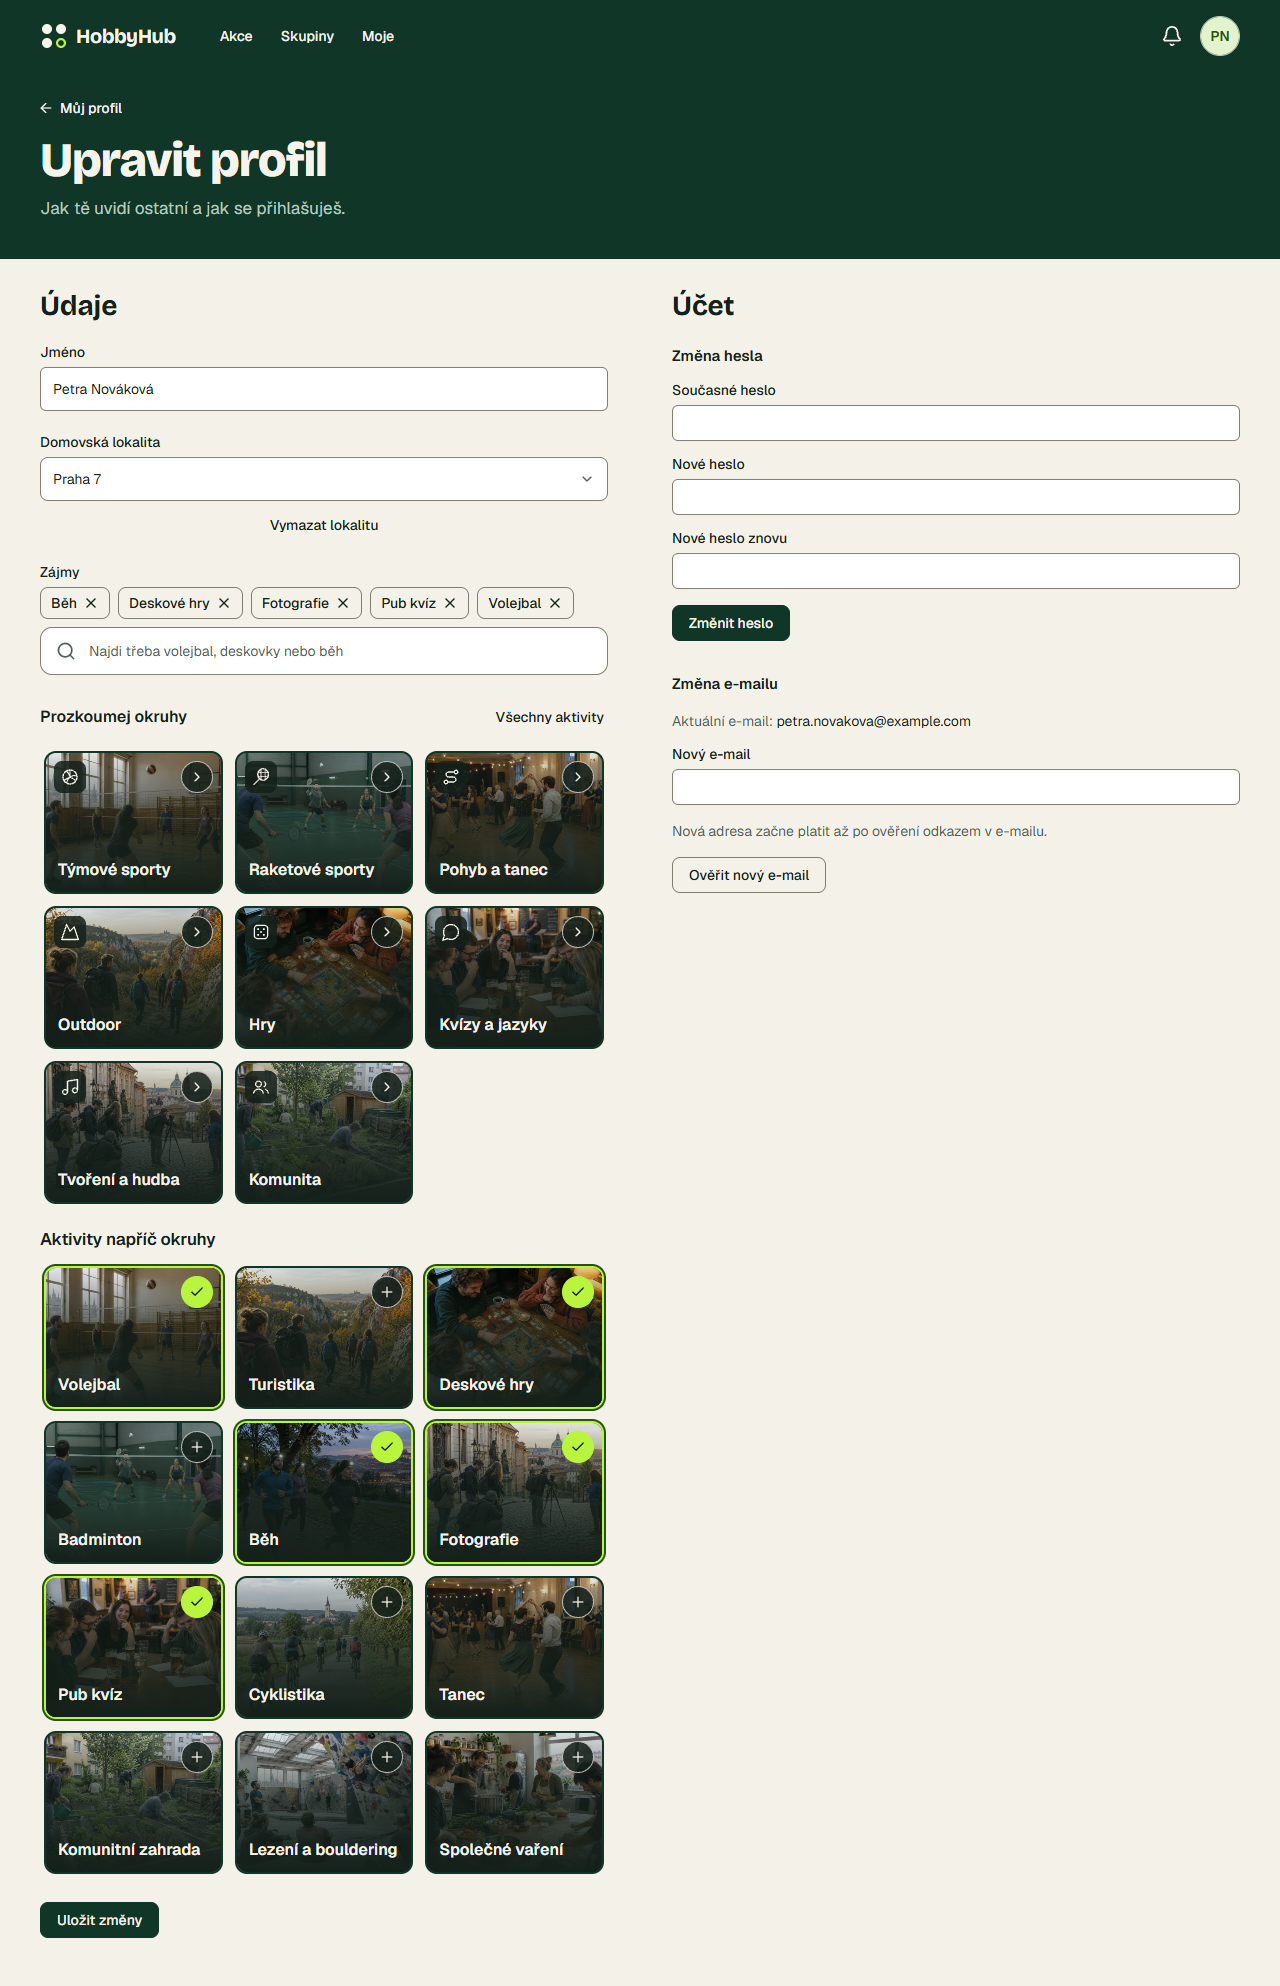 HobbyHub
Akce
Skupiny
Moje
PN
Můj profil
Upravit profil
Jak tě uvidí ostatní a jak se přihlašuješ.
Údaje
Jméno
Petra Nováková
Domovská lokalita
Praha 7
Vymazat lokalitu
Zájmy
Běh
Deskové hry
Fotografie
Pub kvíz
Volejbal
Najdi třeba volejbal, deskovky nebo běh
Prozkoumej okruhy
Všechny aktivity
Týmové sporty
Raketové sporty
Pohyb a tanec
Outdoor
Hry
Kvízy a jazyky
Tvoření a hudba
Komunita
Aktivity napříč okruhy
Volejbal
Turistika
Deskové hry
Badminton
Běh
Fotografie
Pub kvíz
Cyklistika
Tanec
Komunitní zahrada
Lezení a bouldering
Společné vaření
Uložit změny
Účet
Změna hesla
Současné heslo
Nové heslo
Nové heslo znovu
Změnit heslo
Změna e-mailu
Aktuální e-mail: petra.novakova@example.com
Nový e-mail
Nová adresa začne platit až po ověření odkazem v e-mailu.
Ověřit nový e-mail